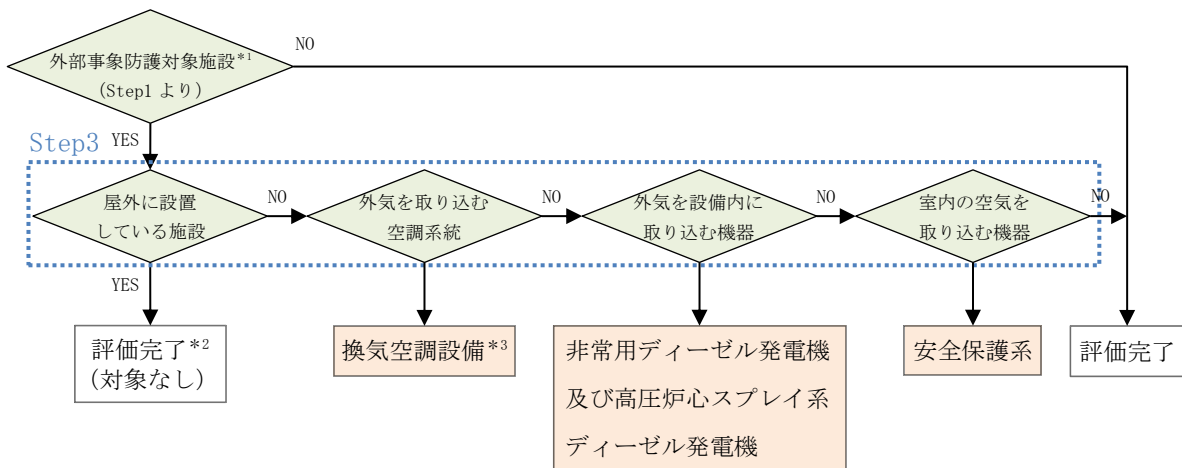 外部事象防護対象施設*1
(Step1 より)
NO
YES
Step3
屋外に設置
している施設
NO
外気を取り込む
空調系統
NO
外気を設備内に
取り込む機器
NO
室内の空気を
取り込む機器
NO
YES
評価完了*2
(対象なし)
換気空調設備*3
非常用ディーゼル発電機
及び高圧炉心スプレイ系
ディーゼル発電機
安全保護系
評価完了